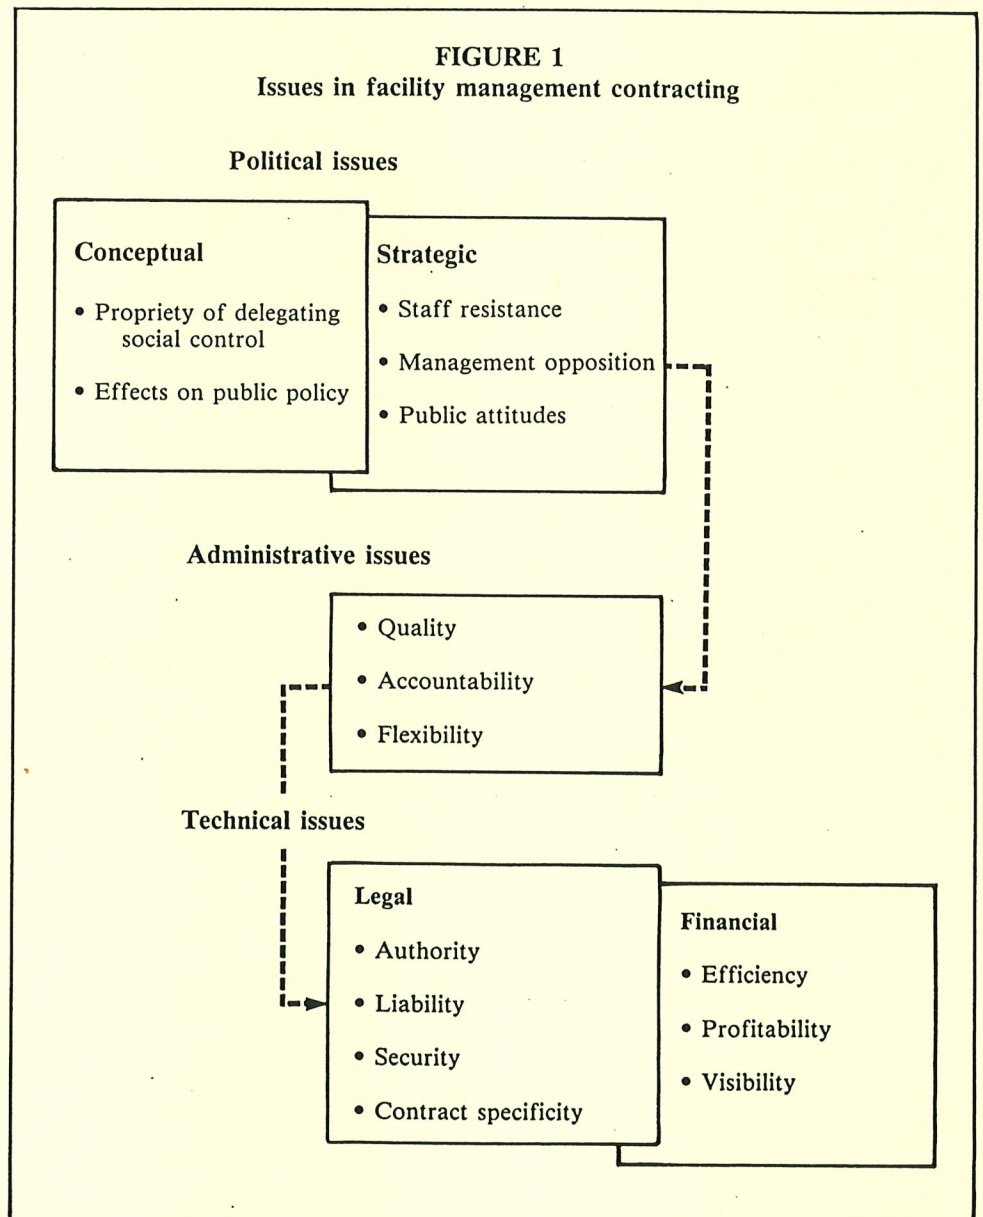 FIGURE 1
Issues in facility management contracting
Political issues
Conceptual
• Propriety of delegating
social control
• Effects on public policy
Strategic
• Staff resistance
• Management opposition
• Public attitudes
Administrative issues
• Quality
• Accountability
• Flexibility
Technical issues
Legal
• Authority
• Liability
• Security
• Contract specificity
Financial
• Efficiency
• Profitability
• Visibility